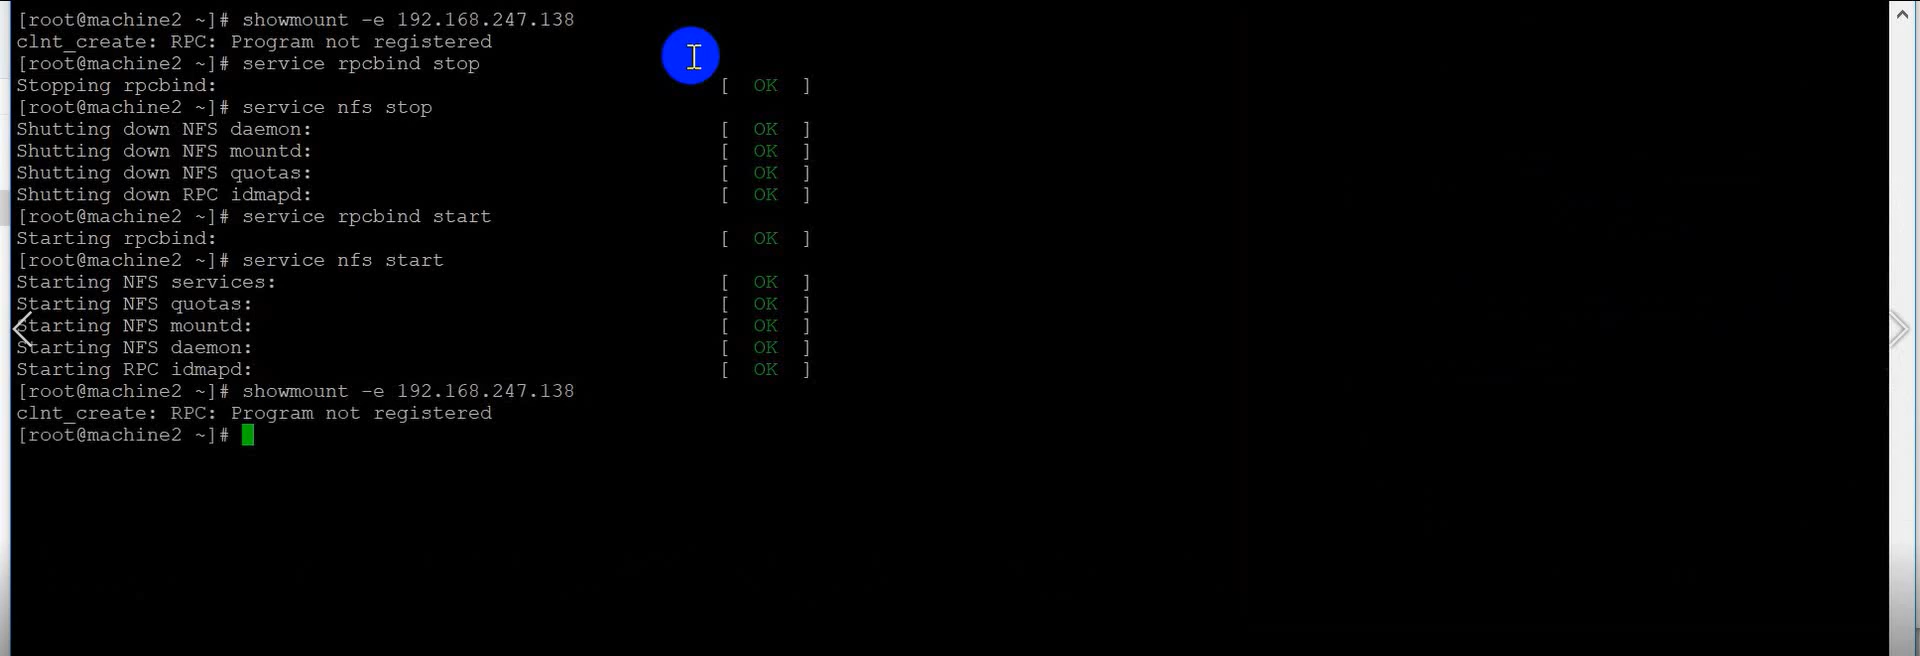 [root@machine2 ~]# showmount -e 192.168.247.138
clnt_create: RPC: Program not registered
[root@machine2 ~]# service rpcbind stop
Stopping rpcbind: [ OK ]
[root@machine2 ~]# service nfs stop
Shutting down NFS daemon: [ OK ]
Shutting down NFS mountd: [ OK ]
Shutting down NFS quotas: [ OK ]
Shutting down RPC idmapd: [ OK ]
[root@machine2 ~]# service rpcbind start
Starting rpcbind: [ OK ]
[root@machine2 ~]# service nfs start
Starting NFS services: [ OK ]
Starting NFS quotas: [ OK ]
Starting NFS mountd: [ OK ]
Starting NFS daemon: [ OK ]
Starting RPC idmapd: [ OK ]
[root@machine2 ~]# showmount -e 192.168.247.138
clnt_create: RPC: Program not registered
[root@machine2 ~]#